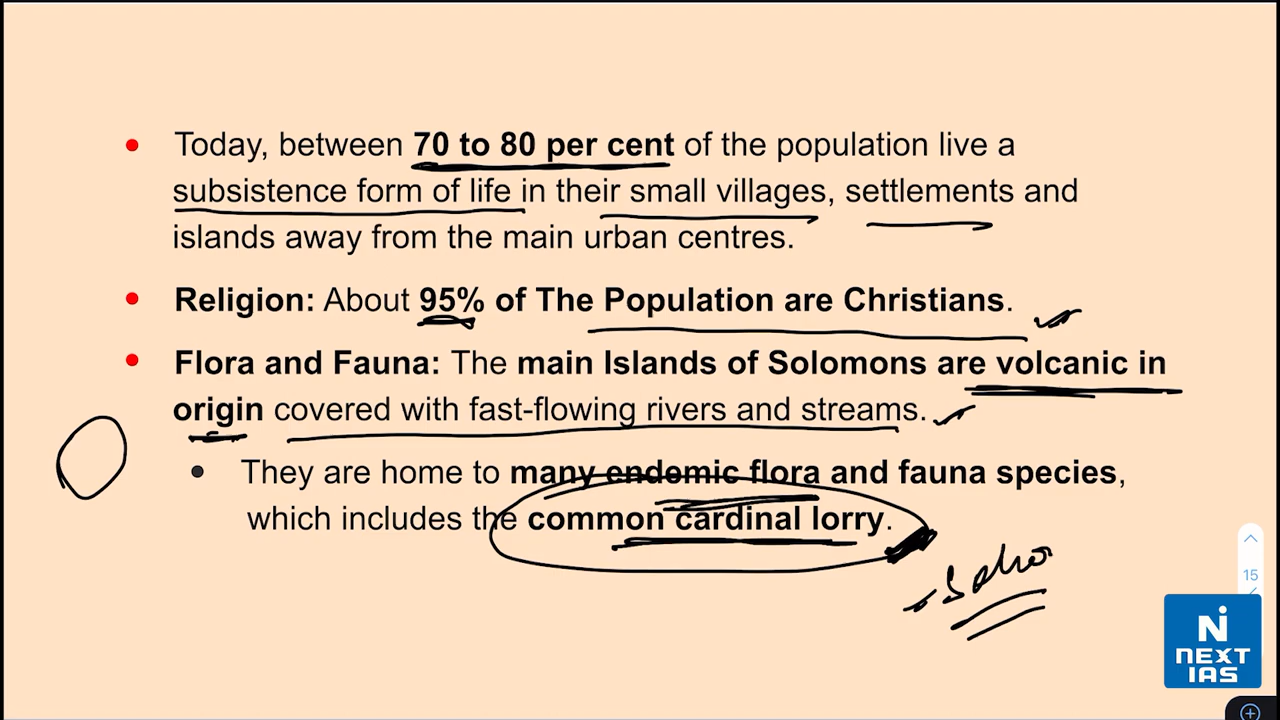 Today, between 70 to 80 per cent of the population live a
subsistence form of life in their small villages, settlements and
islands away from the main urban centres.
Religion: About 95% of The Population are Christians.
Flora and Fauna: The main Islands of Solomons are volcanic in
origin covered with fast-flowing rivers and streams.
They are home to many endemic flora and fauna species,
which includes the common cardinal lorry.
15
N
NEXT
IAS